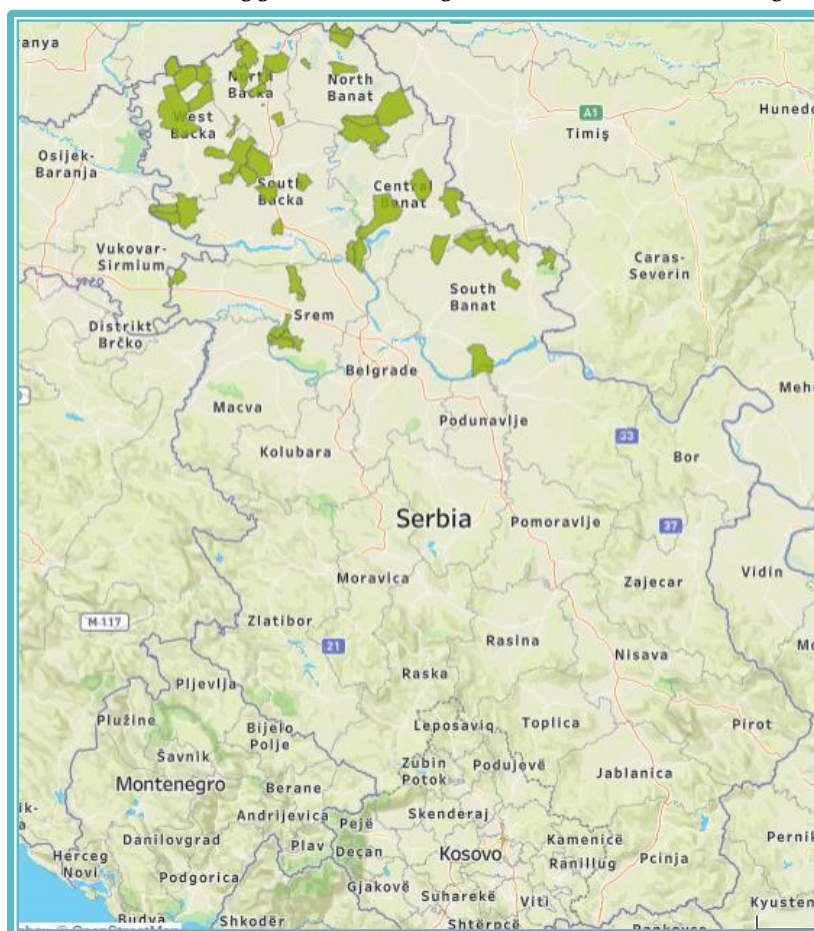 anya
North
Backa
North
Banat
West
Backa
A1
Timiş
Hunedo
Osijek-
Baranja
South
Backa
Central
Banat
Vukovar-
Sirmium
Caras-
Severin
South
Banat
Srem
Distrikt
Brčko
Belgrade
Meh
Macva
Podunavlje
33
Kolubara
Bor
Serbia
Pomoravlje
37
Moravica
Zajecar
Vidin
M-117
Zlatibor
21
Rasina
Nisava
Raska
Pljevlja
Plužine
Bijelo
Polje
Leposaviq
Toplica
Pirot
Šavnik
Zubin
Potok
Podujevë
Jablanica
Montenegro
Berane
Andrijevica
Pejë
Skenderaj
Kamenicë
Danilovgrad
Plav
Deçan
Kosovo
Ranillug
Pcinja
Pernik
Herceg
Novi
Podgorica
Gjakovë
Suharekë
Viti
Kyusten
Budva
Shkodër
Shtërpcë